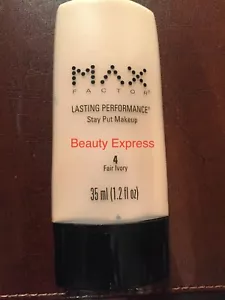 MAX
FACTOR
LASTING PERFORMANCE®
Stay Put Makeup
Beauty Express
4
Fair Ivory
35 ml (1.2 fl oz)